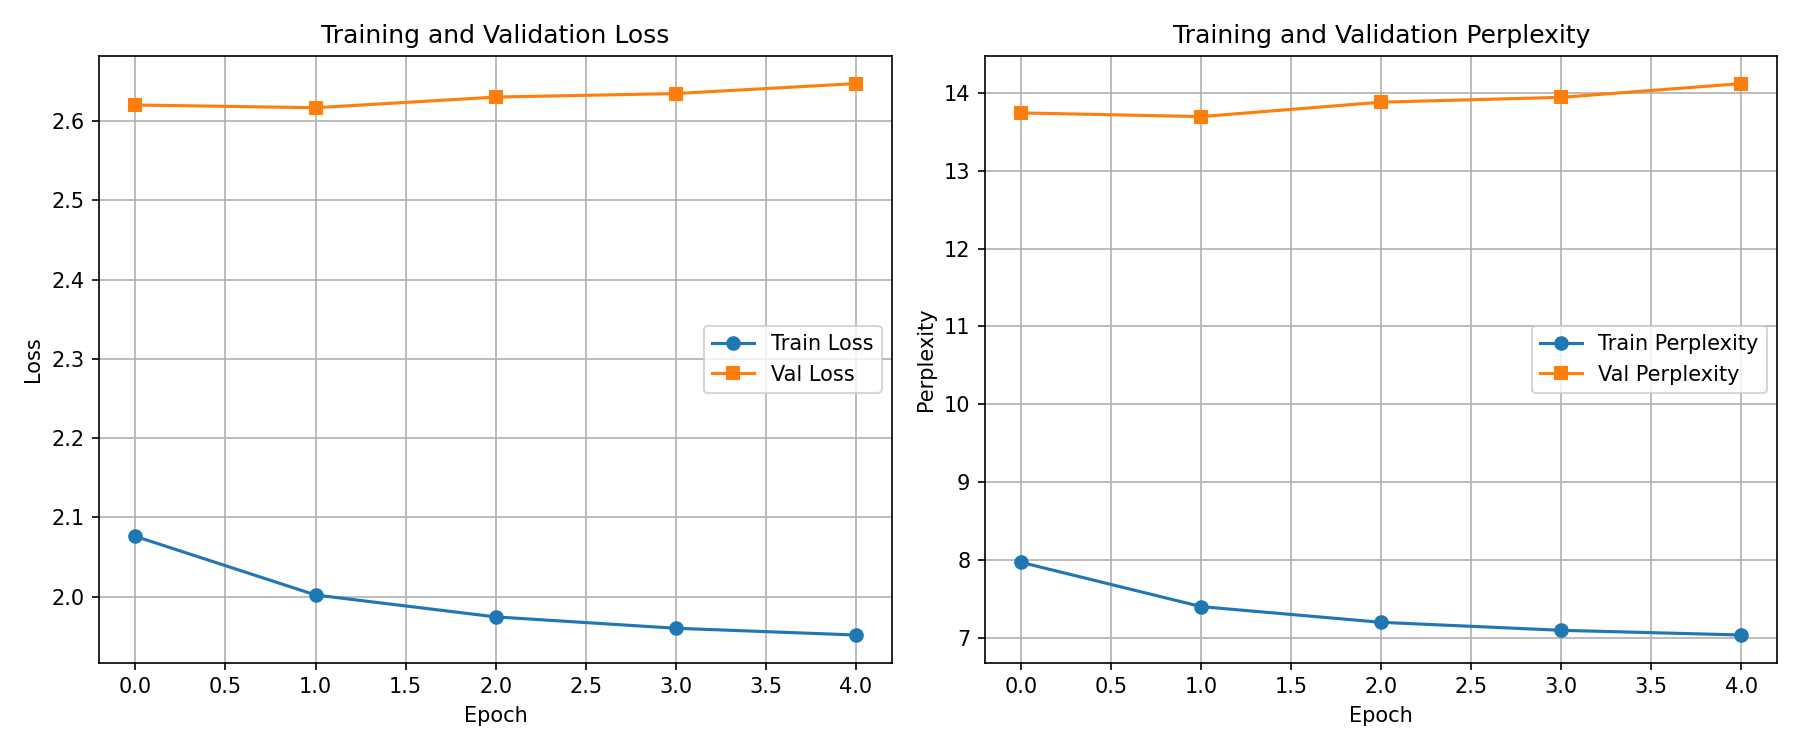 Training and Validation Loss
Loss
2.6
2.5
2.4
2.3
2.2
2.1
2.0
Train Loss
Val Loss
0.0 0.5 1.0 1.5 2.0 2.5 3.0 3.5 4.0
Epoch
Training and Validation Perplexity
Perplexity
14
13
12
11
10
9
8
7
Train Perplexity
Val Perplexity
0.0 0.5 1.0 1.5 2.0 2.5 3.0 3.5 4.0
Epoch